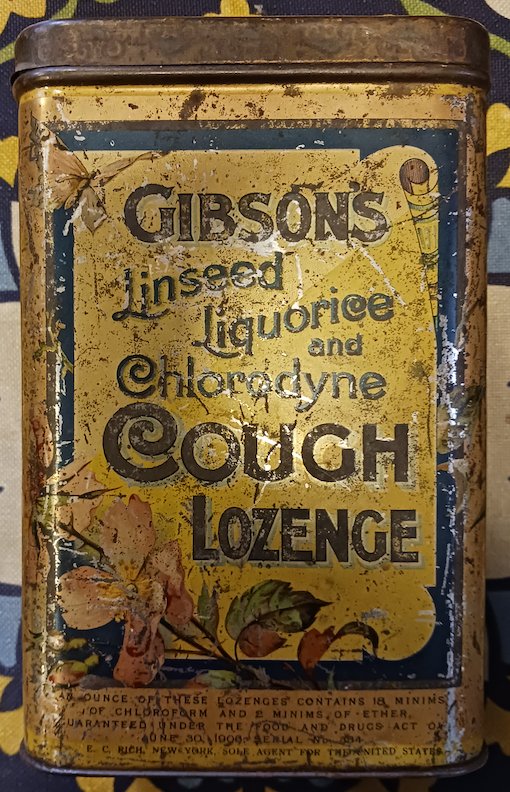 GIBSON'S
Linseed
Liquorice
and
Chlorodyne
COUGH
LOZENGE
OUNCE OF THESE LOZENGES CONTAINS 18 MINIMS
OF CHLOROFORM AND 2 MINIMS, OF ETHER,
GUARANTEED UNDER THE FOOD AND DRUGS ACT OF
JUNE 30, 1906. SERIAL No.
E. C. RICH, NEW YORK, SOLE AGENT FOR THE UNITED STATES